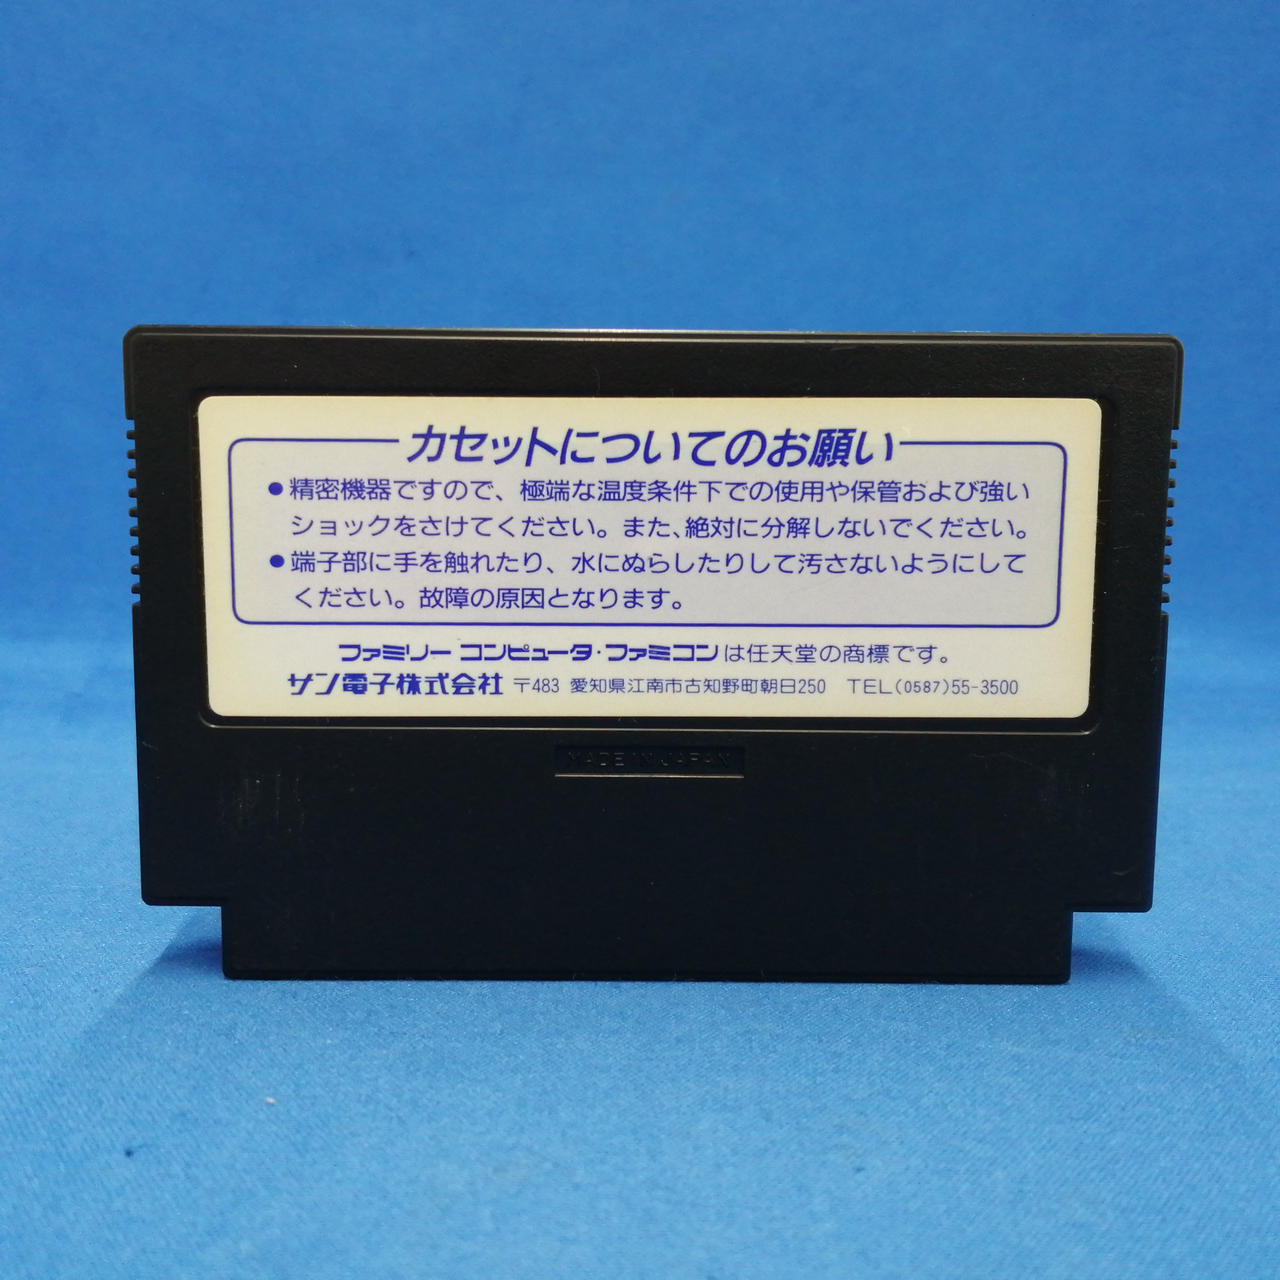 カセットについてのお願い
●精密機器ですので、極端な温度条件下での使用や保管および強い
ショックをさけてください。また、絶対に分解しないでください。
●端子部に手を触れたり、水にぬらしたりして汚さないようにして
ください。故障の原因となります。
ファミリー コンピュータ・ファミコンは任天堂の商標です。
サン電子株式会社 〒483 愛知県江南市古知野町朝日250 TEL(0587)55-3500
MADE IN JAPAN